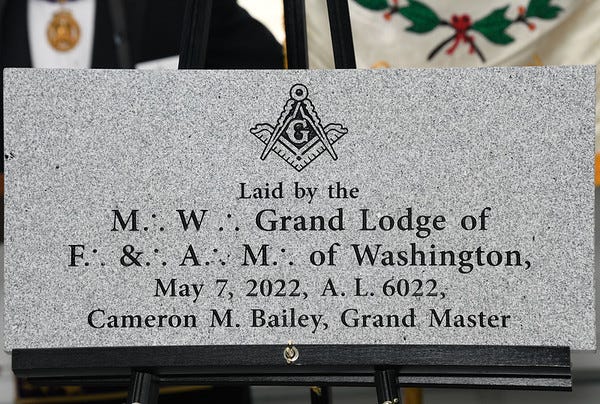 G
Laid by the
M∴ W ∴ Grand Lodge of
F∴ &∴ A∴ M∴ of Washington,
May 7, 2022, A. L. 6022,
Cameron M. Bailey, Grand Master